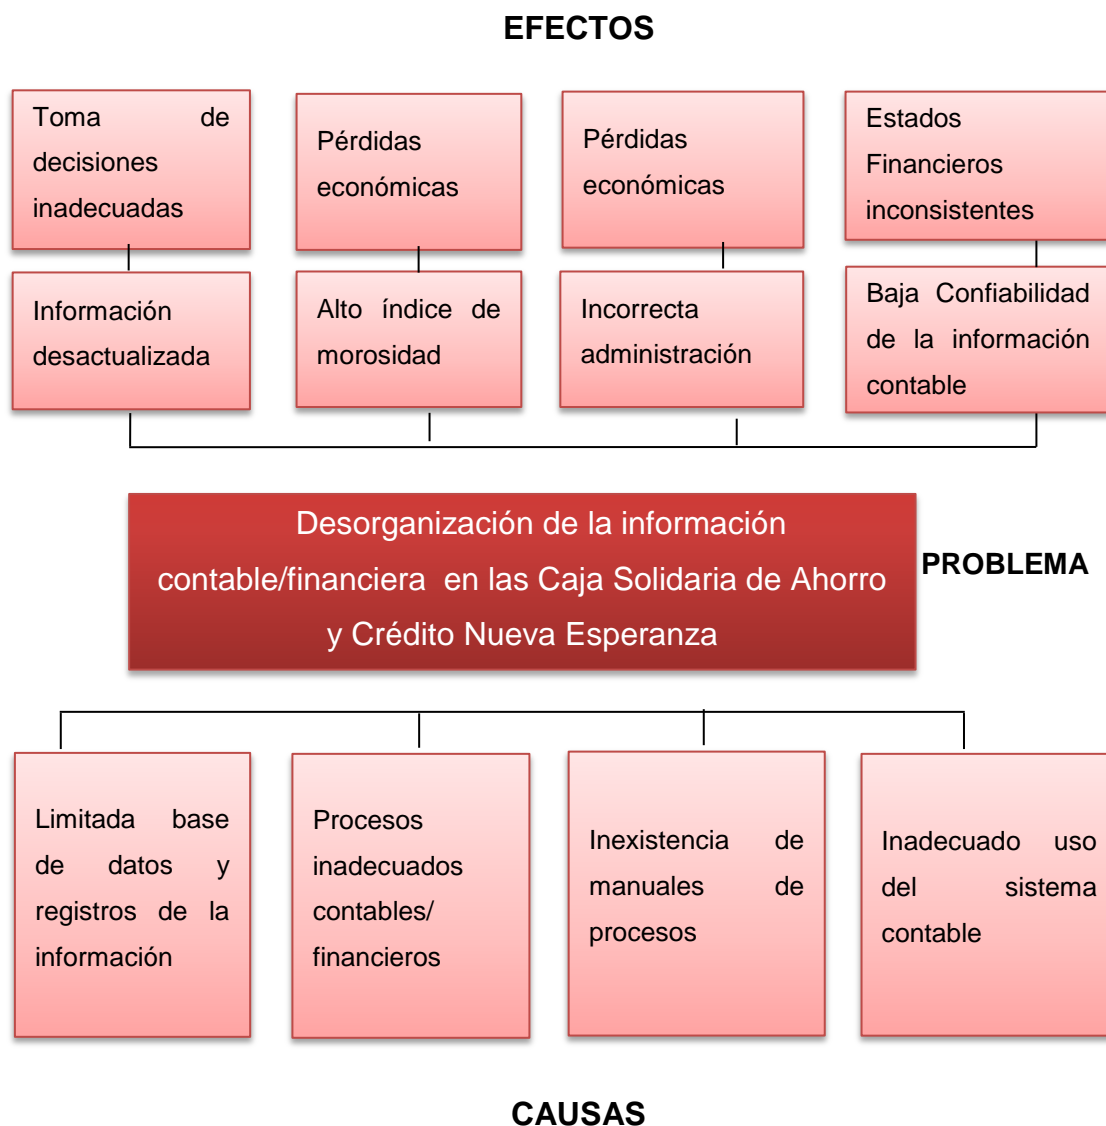 EFECTOS
Toma de
decisiones
inadecuadas
Pérdidas
económicas
Pérdidas
económicas
Estados
Financieros
inconsistentes
Información
desactualizada
Alto índice de
morosidad
Incorrecta
administración
Baja Confiabilidad
de la información
contable
Desorganización de la información
contable/financiera en las Caja Solidaria de Ahorro
y Crédito Nueva Esperanza
PROBLEMA
Limitada base
de datos y
registros de la
información
Procesos
inadecuados
contables/
financieros
Inexistencia de
manuales de
procesos
Inadecuado uso
del sistema
contable
CAUSAS